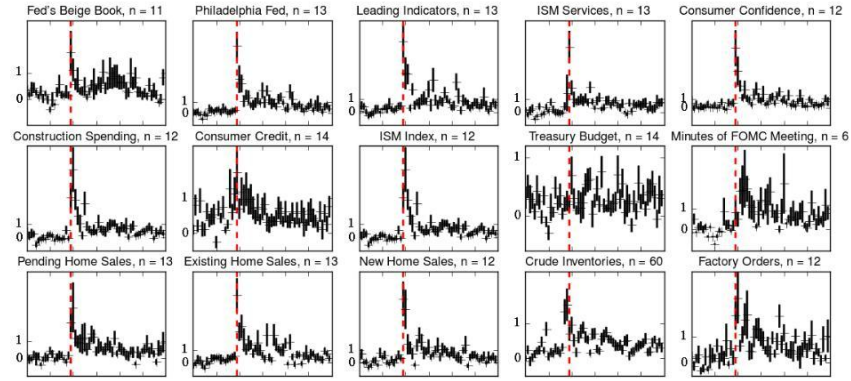 Fed's Beige Book, n = 11
Philadelphia Fed, n = 13
Leading Indicators, n = 13
ISM Services, n = 13
Consumer Confidence, n = 12
1
0
1
0
1
0
1
0
1
0
Construction Spending, n = 12
Consumer Credit, n = 14
ISM Index, n = 12
Treasury Budget, n = 14
Minutes of FOMC Meeting, n = 6
1
0
1
0
1
0
1
0
1
0
Pending Home Sales, n = 13
Existing Home Sales, n = 13
New Home Sales, n = 12
Crude Inventories, n = 60
Factory Orders, n = 12
1
0
1
0
1
0
1
0
1
0